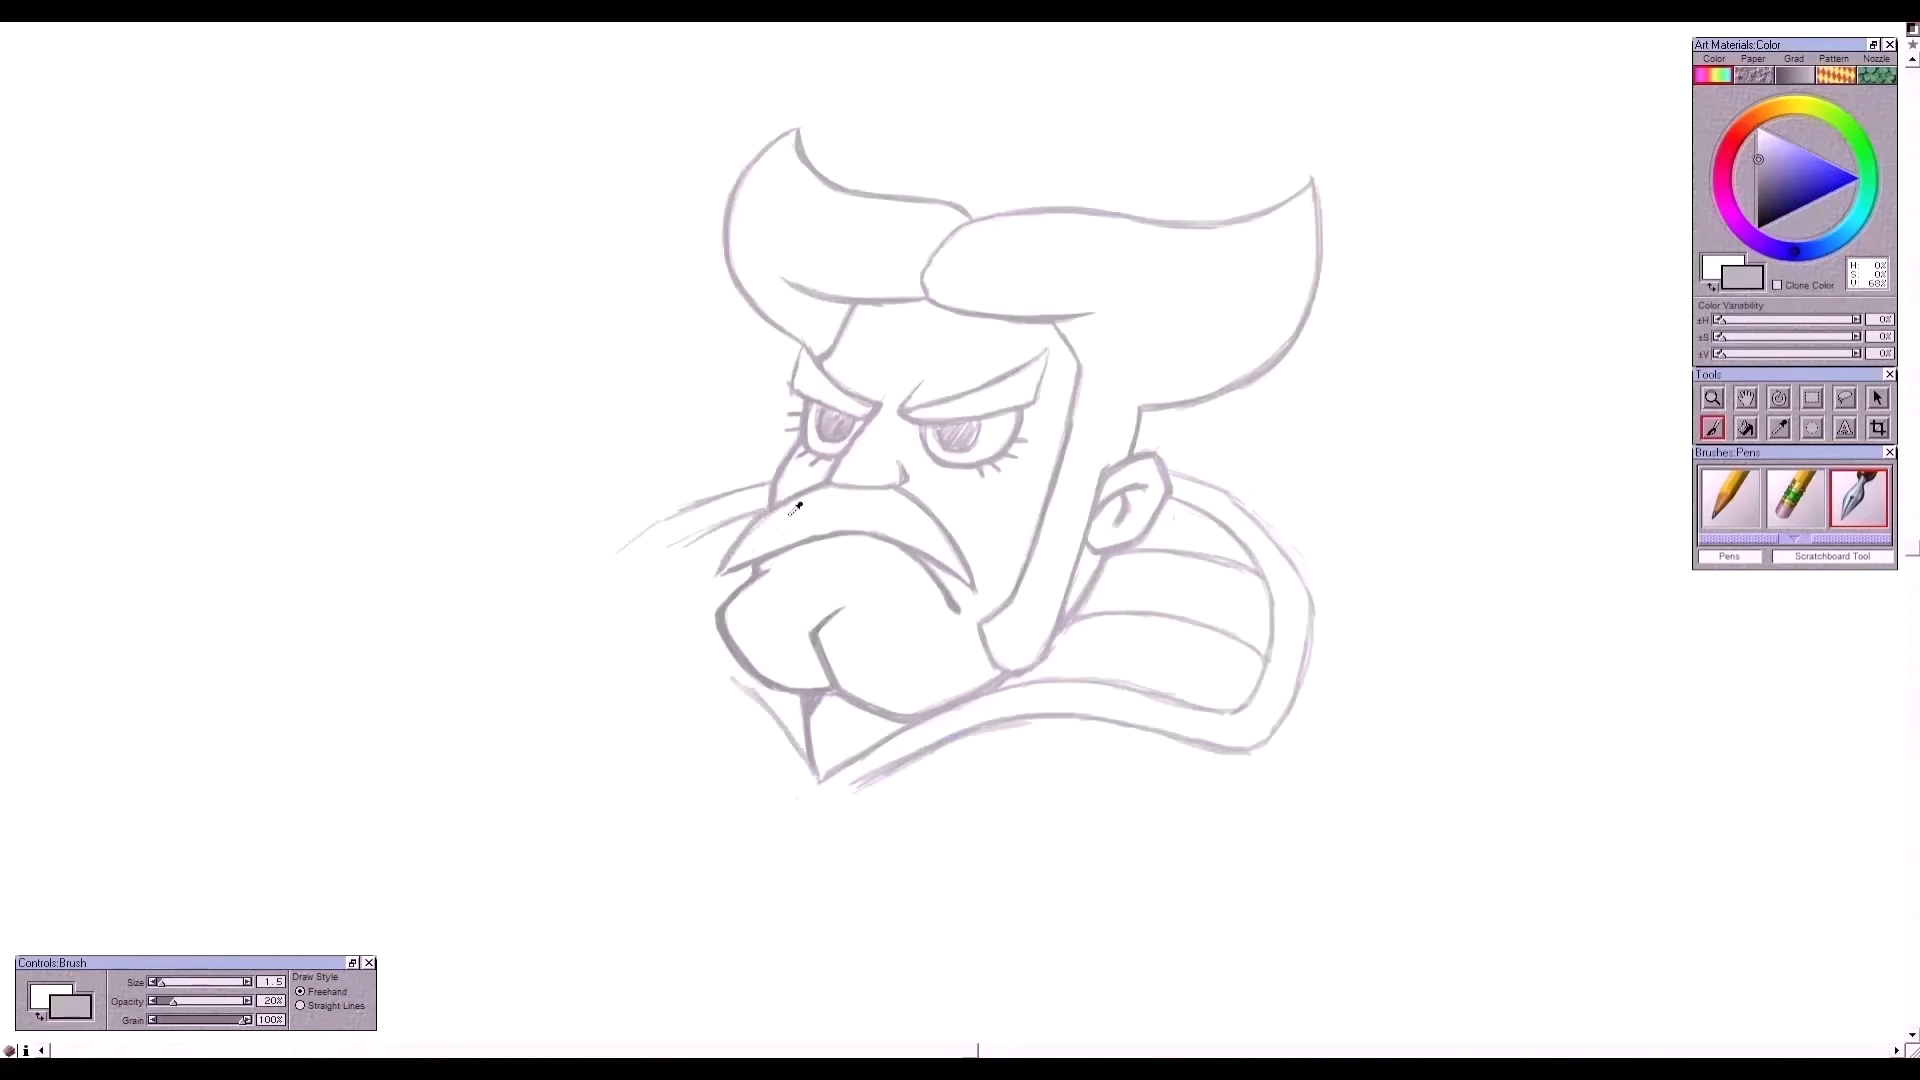 Art Materials:Color
Color Paper Grad Pattern Nozzle
H: 0%
S: 0%
V: 68%
Clone Color
Color Variability
±H 0%
±S 0%
±V 0%
Tools
Brushes:Pens
Pens Scratchboard Tool
Controls:Brush
Size 1.5
Opacity 20%
Grain 100%
Draw Style
Freehand
Straight Lines